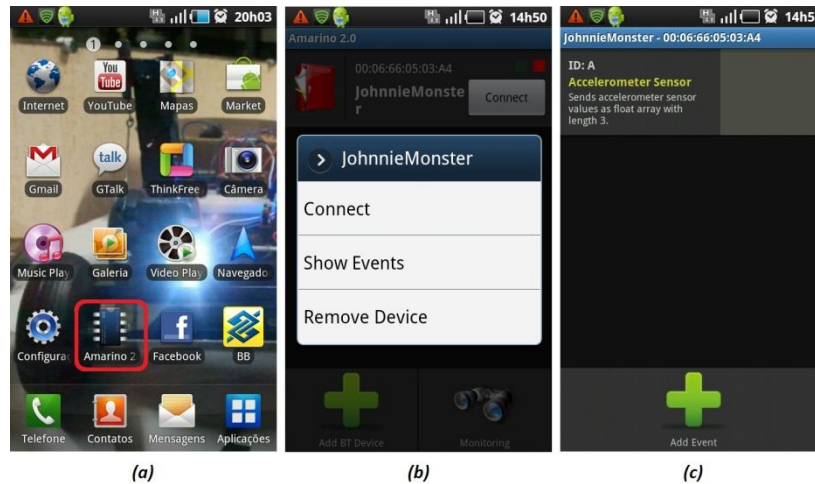 20h03
1
You
Tube
Internet
YouTube
Mapas
Market
talk
Gmail
GTalk
ThinkFree
Câmera
Music Play
Galeria
Video Play
Navegado
f
Configura
Amarino 2
Facebook
BB
Telefone
Contatos
Mensagens
Aplicações
(a)
14h50
Amarino 2.0
00:06:66:05:03:A4
JohnnieMonste
r
Connect
JohnnieMonster
Connect
Show Events
Remove Device
Add BT Device
Monitoring
(b)
14h5
JohnnieMonster - 00:06:66:05:03:A4
ID: A
Accelerometer Sensor
Sends accelerometer sensor
values as float array with
length 3.
Add Event
(c)